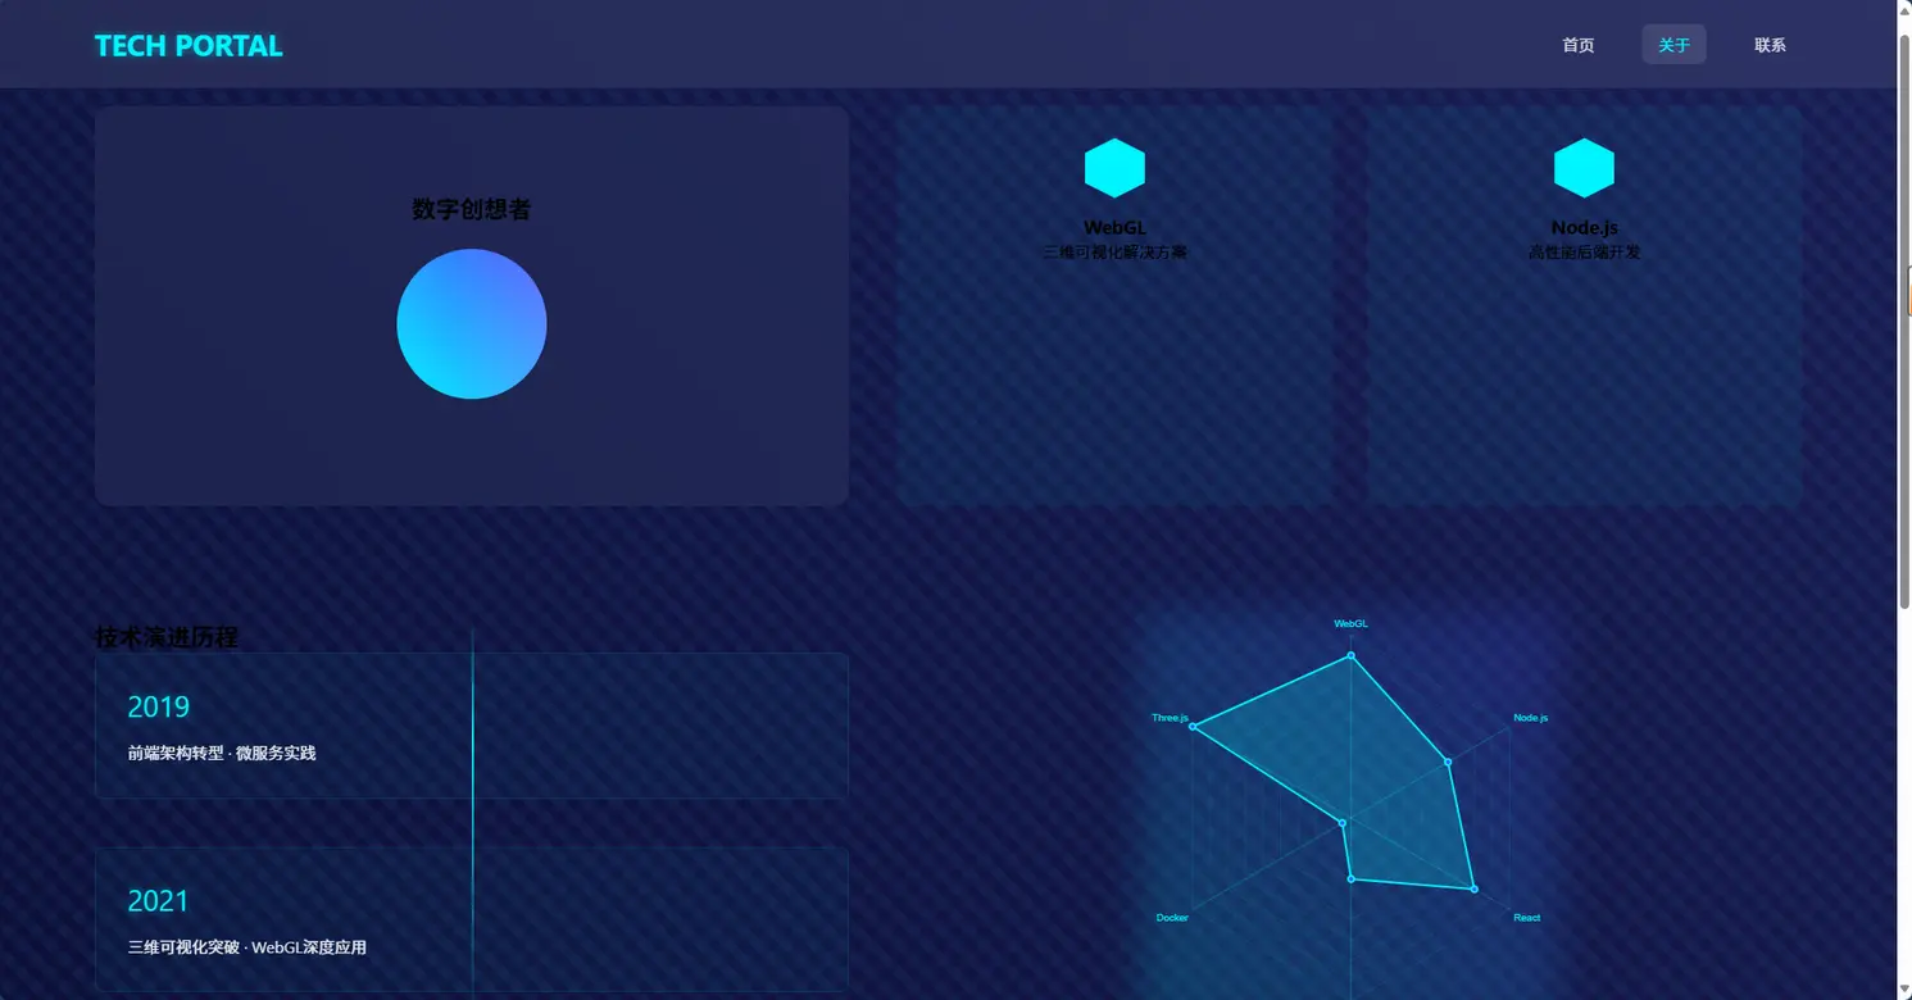 TECH PORTAL
首页
关于
联系
数字创想者
WebGL
三维可视化解决方案
Node.js
高性能后端开发
技术演进历程
2019
前端架构转型 · 微服务实践
2021
三维可视化突破 · WebGL深度应用
WebGL
Three.js
Node.js
Docker
React